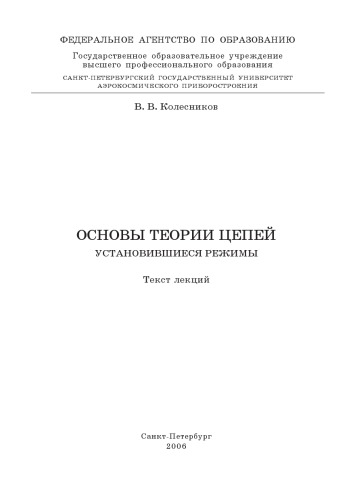 ФЕДЕРАЛЬНОЕ АГЕНТСТВО ПО ОБРАЗОВАНИЮ
Государственное образовательное учреждение
высшего профессионального образования
САНКТ-ПЕТЕРБУРГСКИЙ ГОСУДАРСТВЕННЫЙ УНИВЕРСИТЕТ
АЭРОКОСМИЧЕСКОГО ПРИБОРОСТРОЕНИЯ
В. В. Колесников
ОСНОВЫ ТЕОРИИ ЦЕПЕЙ
УСТАНОВИВШИЕСЯ РЕЖИМЫ
Текст лекций
Санкт-Петербург
2006